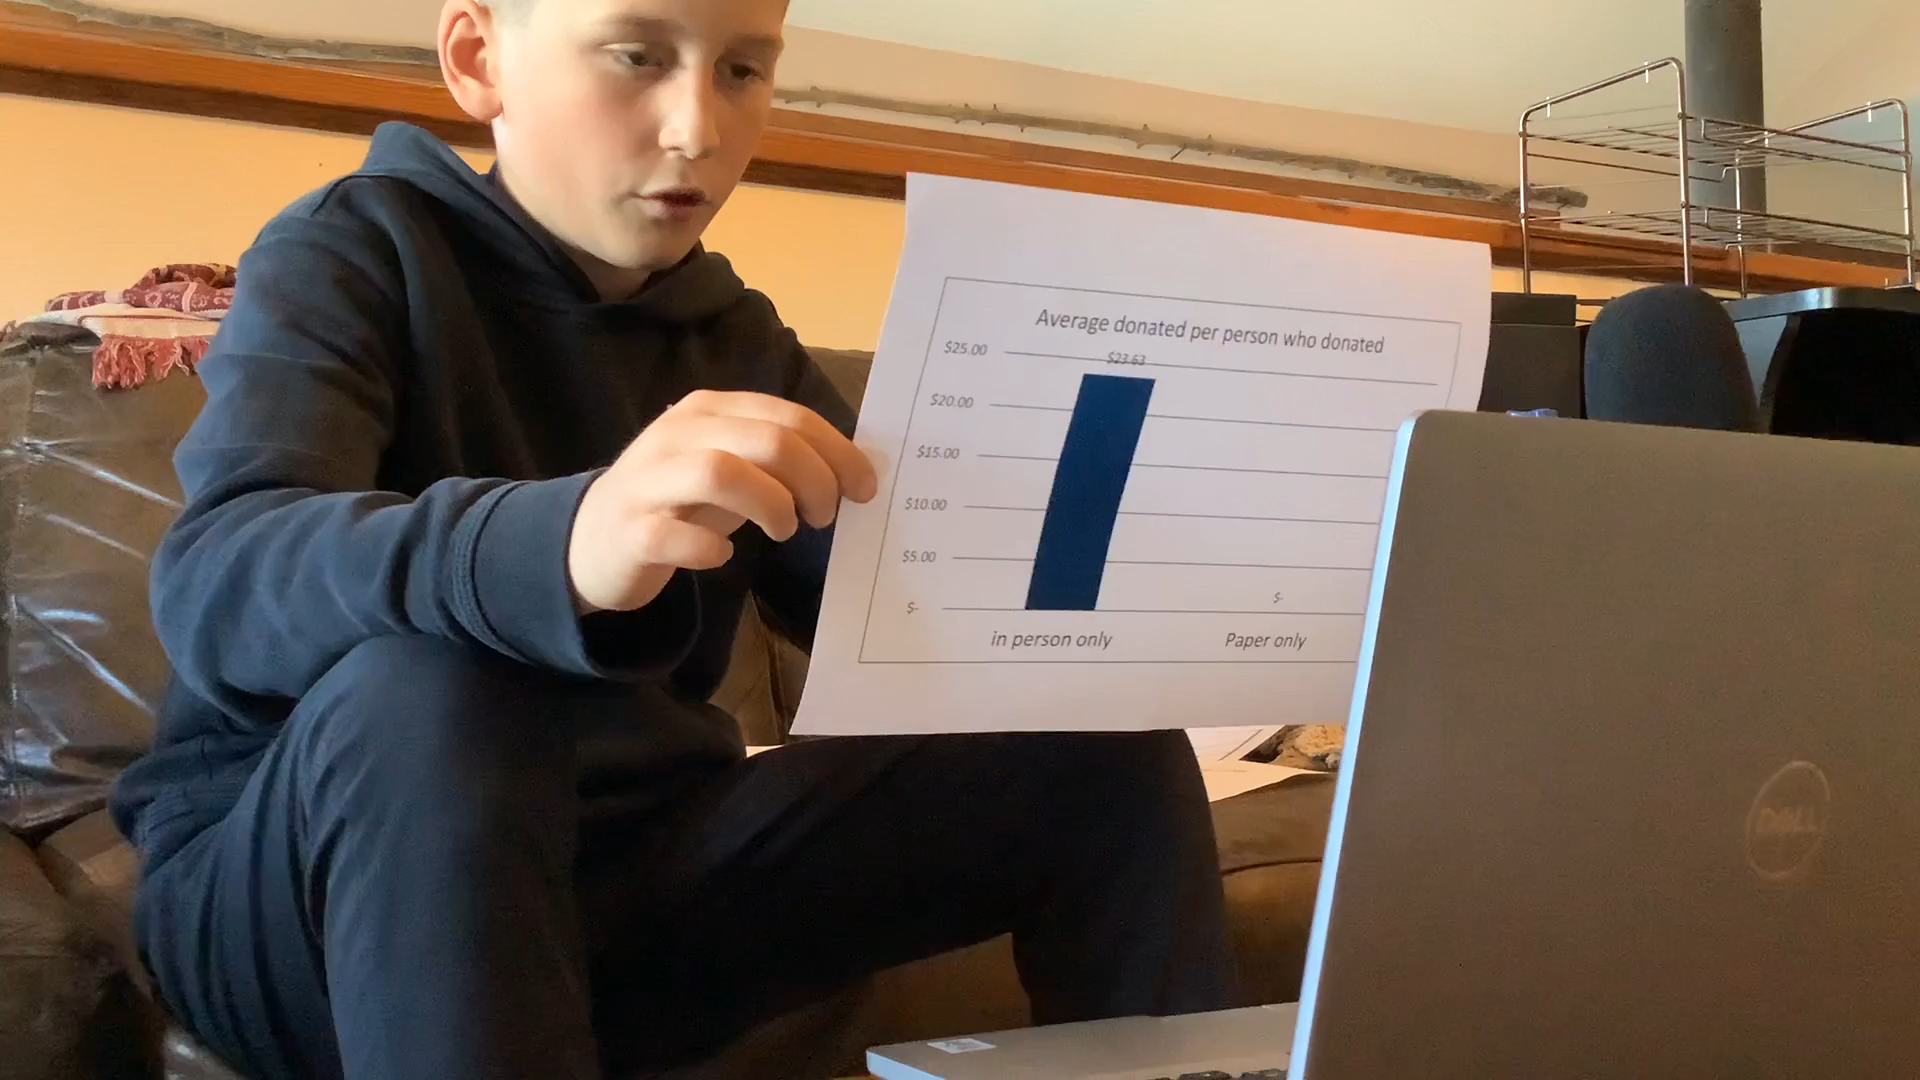 Average donated per person who donated
$25.00
$23.63
$20.00
$15.00
$10.00
$5.00
$-
$-
in person only Paper only
DELL